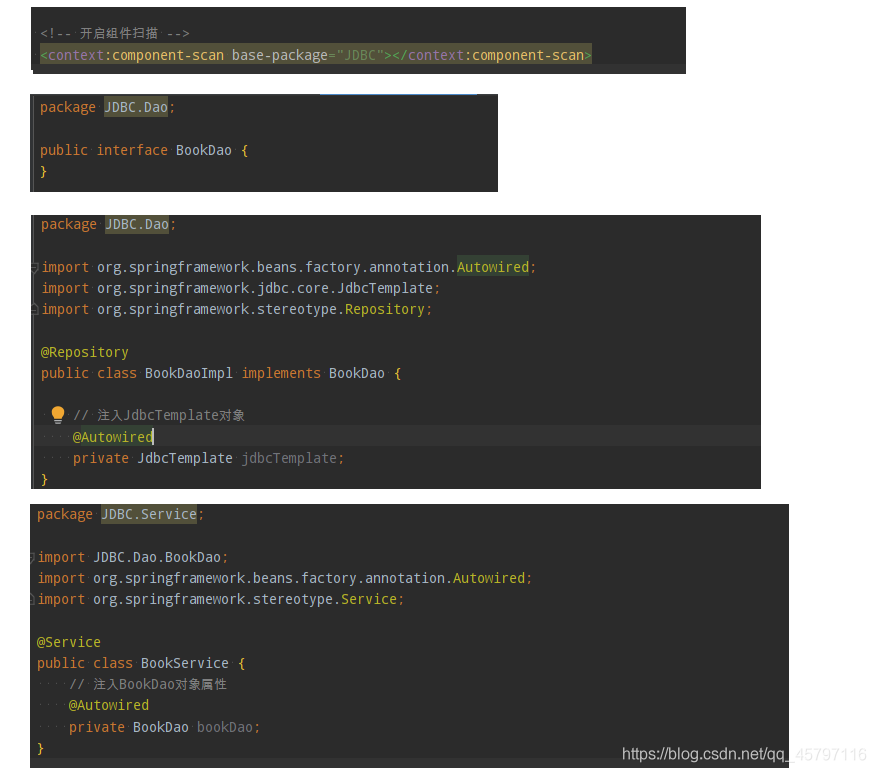 <!-- 开启组件扫描 -->
<context:component-scan base-package="JDBC"></context:component-scan>
package JDBC.Dao;
public interface BookDao {
}
package JDBC.Dao;
import org.springframework.beans.factory.annotation.Autowired;
import org.springframework.jdbc.core.JdbcTemplate;
import org.springframework.stereotype.Repository;
@Repository
public class BookDaoImpl implements BookDao {
// 注入JdbcTemplate对象
@Autowired
private JdbcTemplate jdbcTemplate;
}
package JDBC.Service;
import JDBC.Dao.BookDao;
import org.springframework.beans.factory.annotation.Autowired;
import org.springframework.stereotype.Service;
@Service
public class BookService {
// 注入BookDao对象属性
@Autowired
private BookDao bookDao;
}
https://blog.csdn.net/qq_45797116